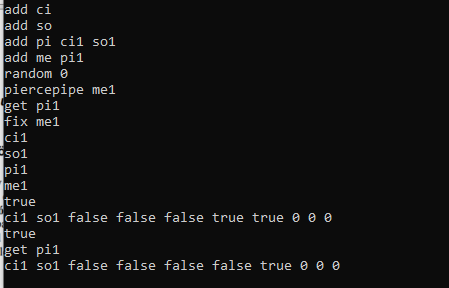 add ci
add so
add pi ci1 so1
add me pi1
random 0
piercepipe me1
get pi1
fix me1
ci1
so1
pi1
me1
true
ci1 so1 false false false true true 0 0 0
true
get pi1
ci1 so1 false false false false true 0 0 0